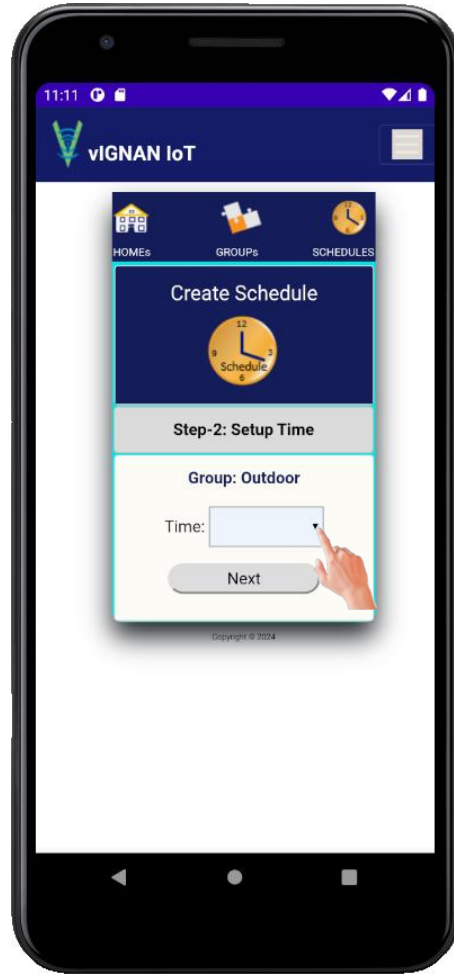 11:11
vIGNAN IoT
HOMEs GROUPs SCHEDULES
Create Schedule
12
9 3
Schedule
6
Step-2: Setup Time
Group: Outdoor
Time:
Next
Copyright © 2024